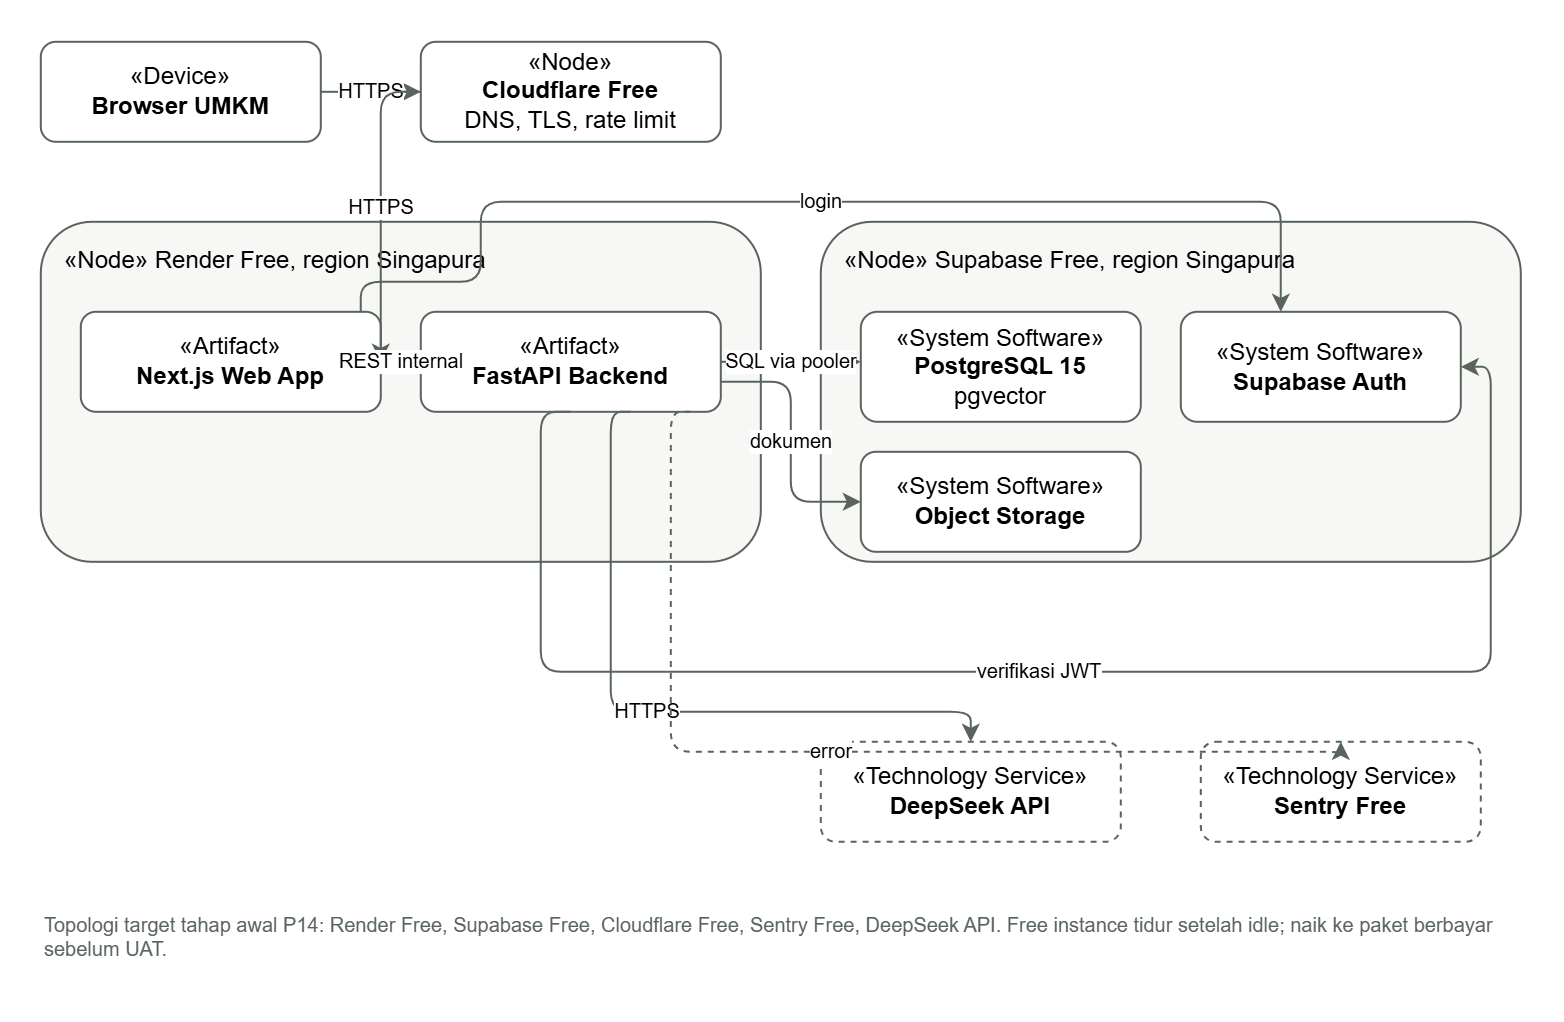 «Device»
Browser UMKM
HTTPS
«Node»
Cloudflare Free
DNS, TLS, rate limit
HTTPS
login
«Node» Render Free, region Singapura
«Node» Supabase Free, region Singapura
«Artifact»
Next.js Web App
REST internal
«Artifact»
FastAPI Backend
SQL via pooler
«System Software»
PostgreSQL 15
pgvector
«System Software»
Supabase Auth
dokumen
«System Software»
Object Storage
verifikasi JWT
HTTPS
error
«Technology Service»
DeepSeek API
«Technology Service»
Sentry Free
Topologi target tahap awal P14: Render Free, Supabase Free, Cloudflare Free, Sentry Free, DeepSeek API. Free instance tidur setelah idle; naik ke paket berbayar
sebelum UAT.